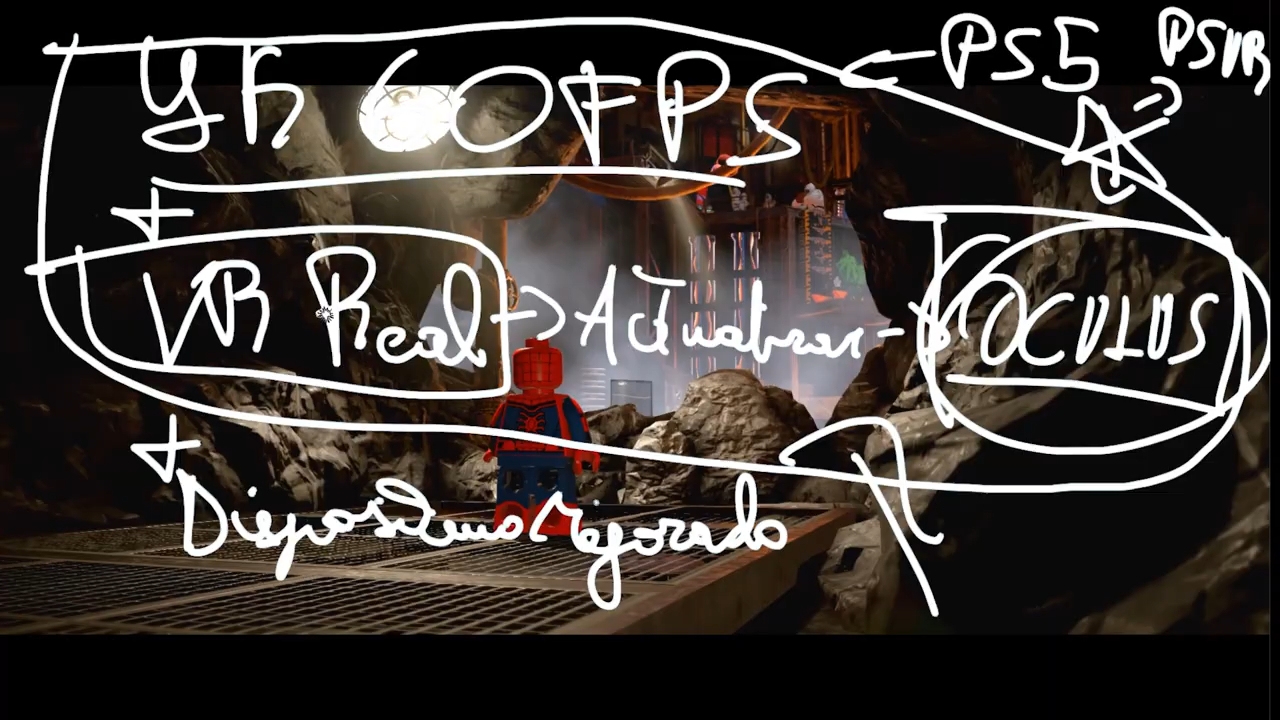 4K 60FPS
← PS5
PSVR
+
VR Real → Actualizar → OCULUS
+
Dispositivo Mejorado